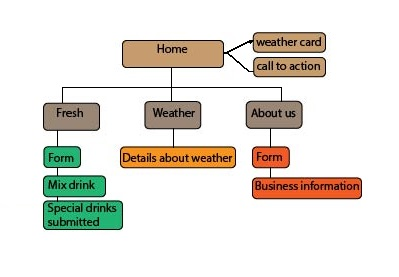 Home
weather card
call to action
Fresh
Weather
About us
Form
Details about weather
Form
Mix drink
Business information
Special drinks
submitted